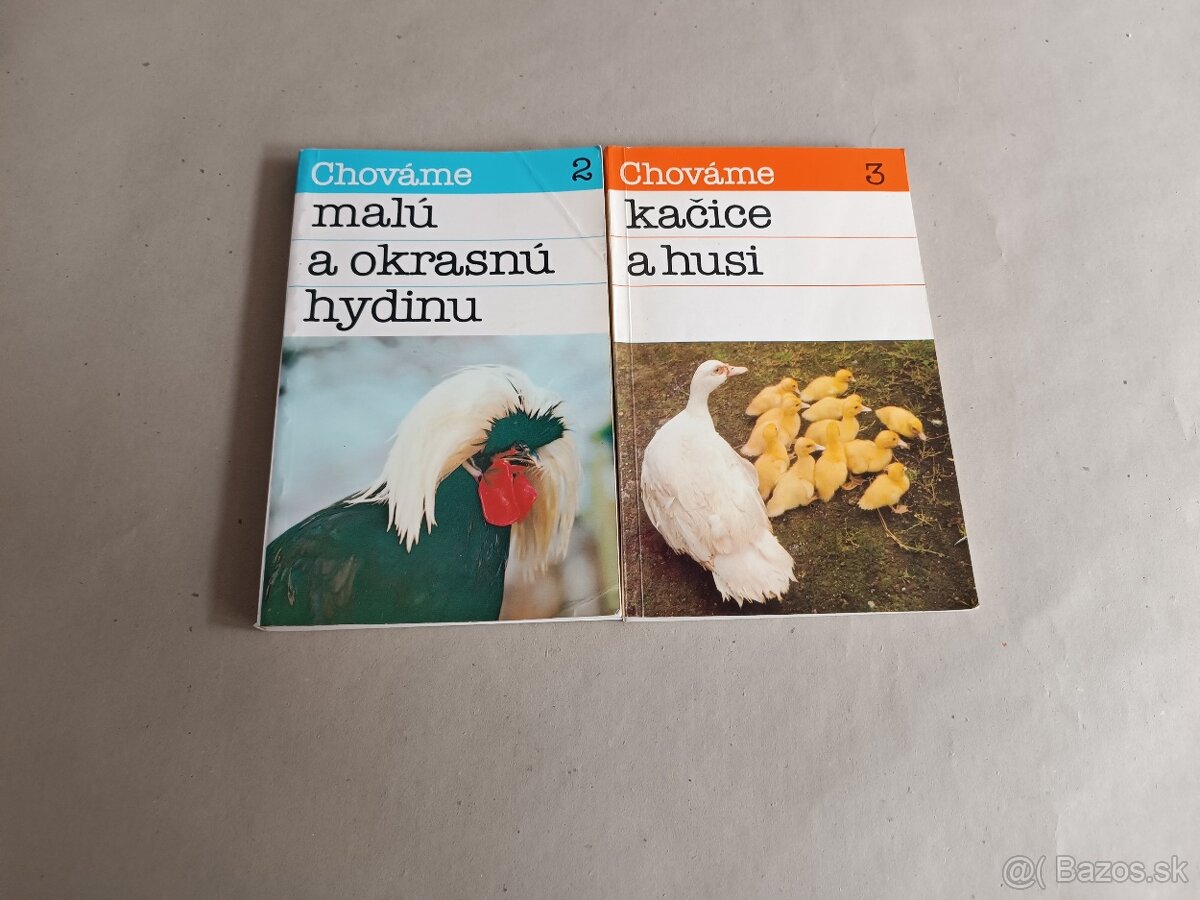 Chováme 2
malú
a okrasnú
hydinu
Chováme 3
kačice
a husi
@( Bazos.sk